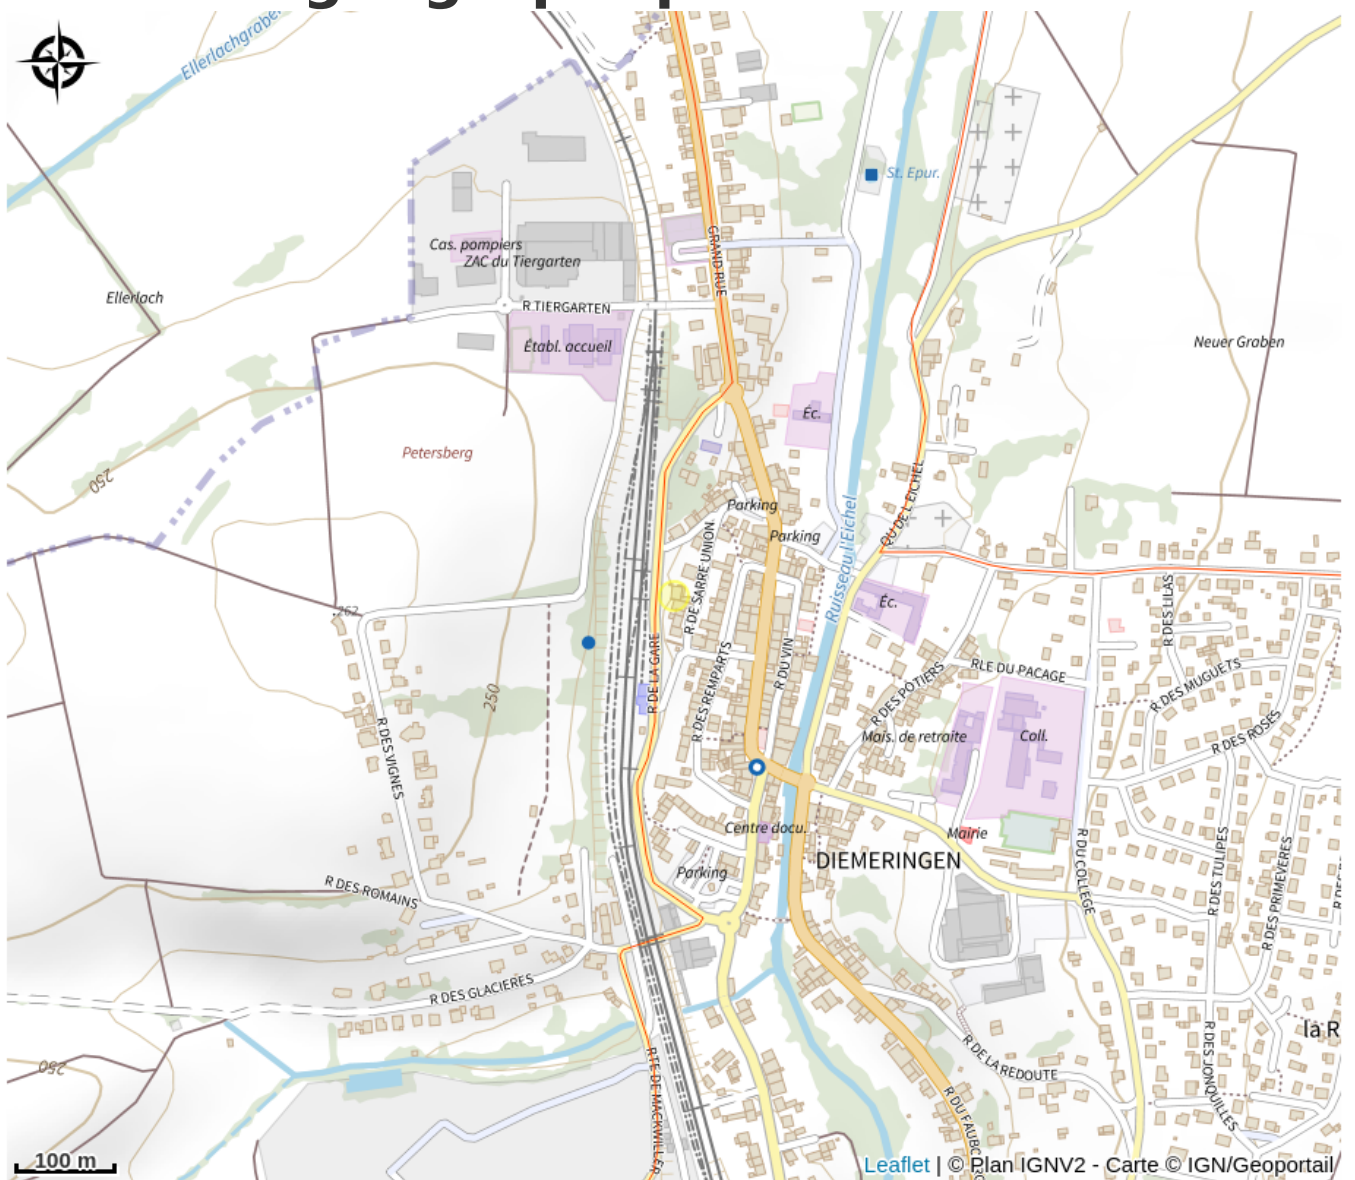 Ellerlachgraben
St. Epur.
GRAND RUE
Cas. pompiers
ZAC du Tiergarten
Ellerloch
R TIERGARTEN
Établ. accueil
Neuer Graben
Éc.
Petersberg
250
QU DE L'EICHEL
Parking
Parking
R DE SARRE UNION
Ruisseau l'Eichel
Éc.
262
R DES LILAS
R DE LA GARE
R DES REMPARTS
R DU VIN
RLE DU PACAGE
R DES POTIERS
R DES MUGUETS
250
R DES VIGNES
Mais. de retraite
Coll.
R DES ROSES
Centre docu.
Mairie
DIEMERINGEN
Parking
R DU COLLEGE
R DES TULIPES
R DES PRIMEVERES
R DES ROMAINS
R DES GLACIERES
la R
R DE LA REDOUTE
R DES JONQUILLES
250
RTE DE MACKWILLER
R DU FAUBO
100 m
Leaflet | © Plan IGNV2 - Carte © IGN/Geoportail